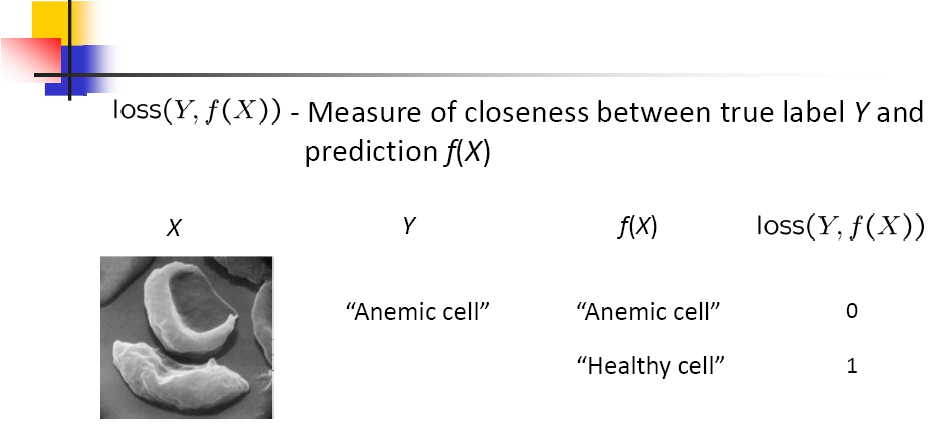 loss(Y, f(X)) - Measure of closeness between true label Y and
prediction f(X)
X Y f(X) loss(Y, f(X))
“Anemic cell” “Anemic cell” 0
“Healthy cell” 1